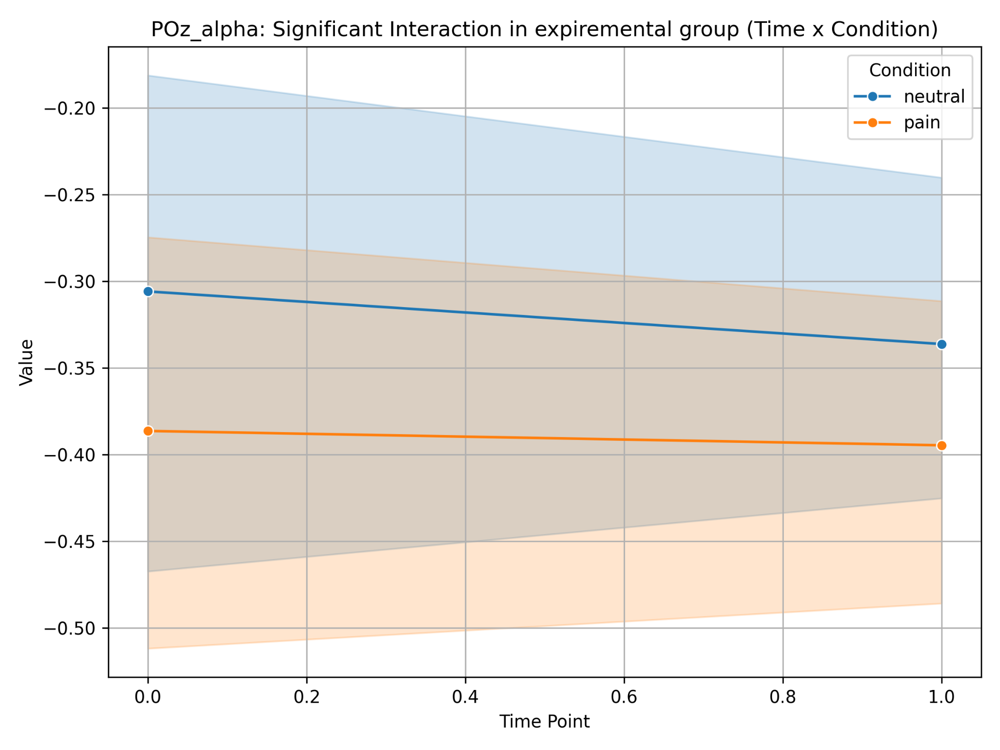 POz_alpha: Significant Interaction in expiremental group (Time x Condition)
Condition
neutral
pain
−0.20
−0.25
−0.30
−0.35
−0.40
−0.45
−0.50
Value
0.0 0.2 0.4 0.6 0.8 1.0
Time Point